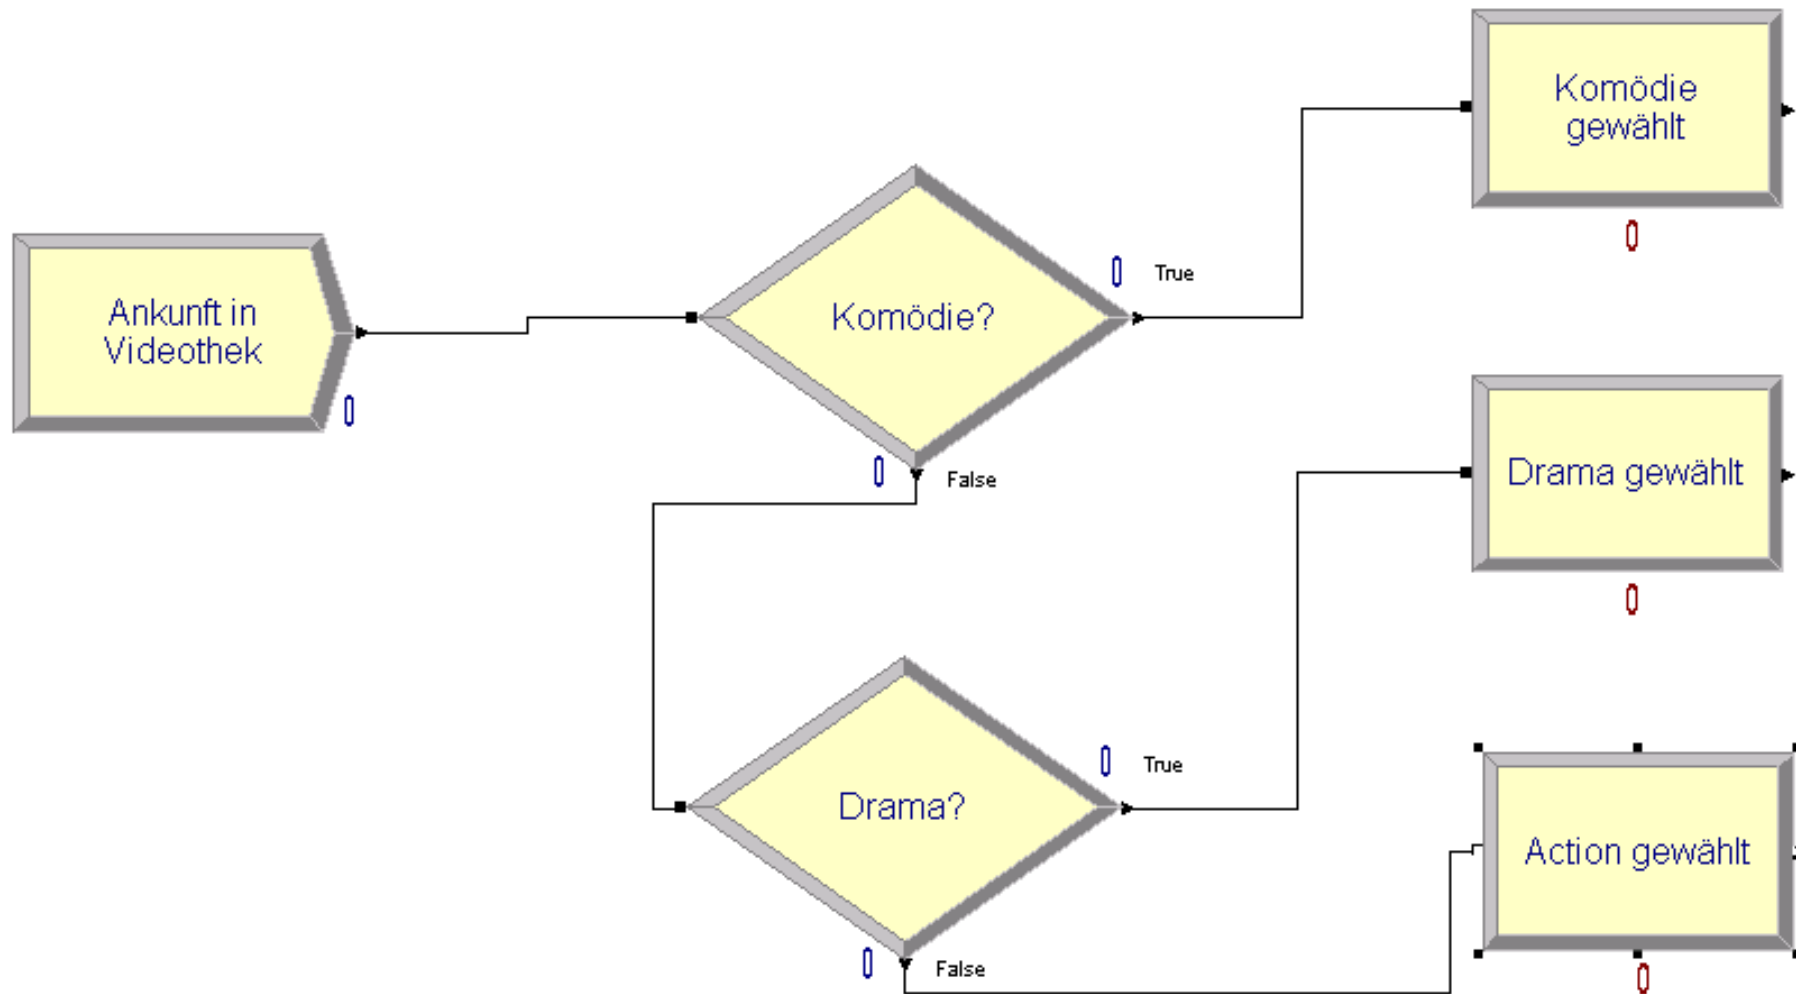 Komödie
gewählt
0
Ankunft in
Videothek
0
Komödie?
0
True
0
False
Drama gewählt
0
Drama?
0
True
0
False
Action gewählt
0